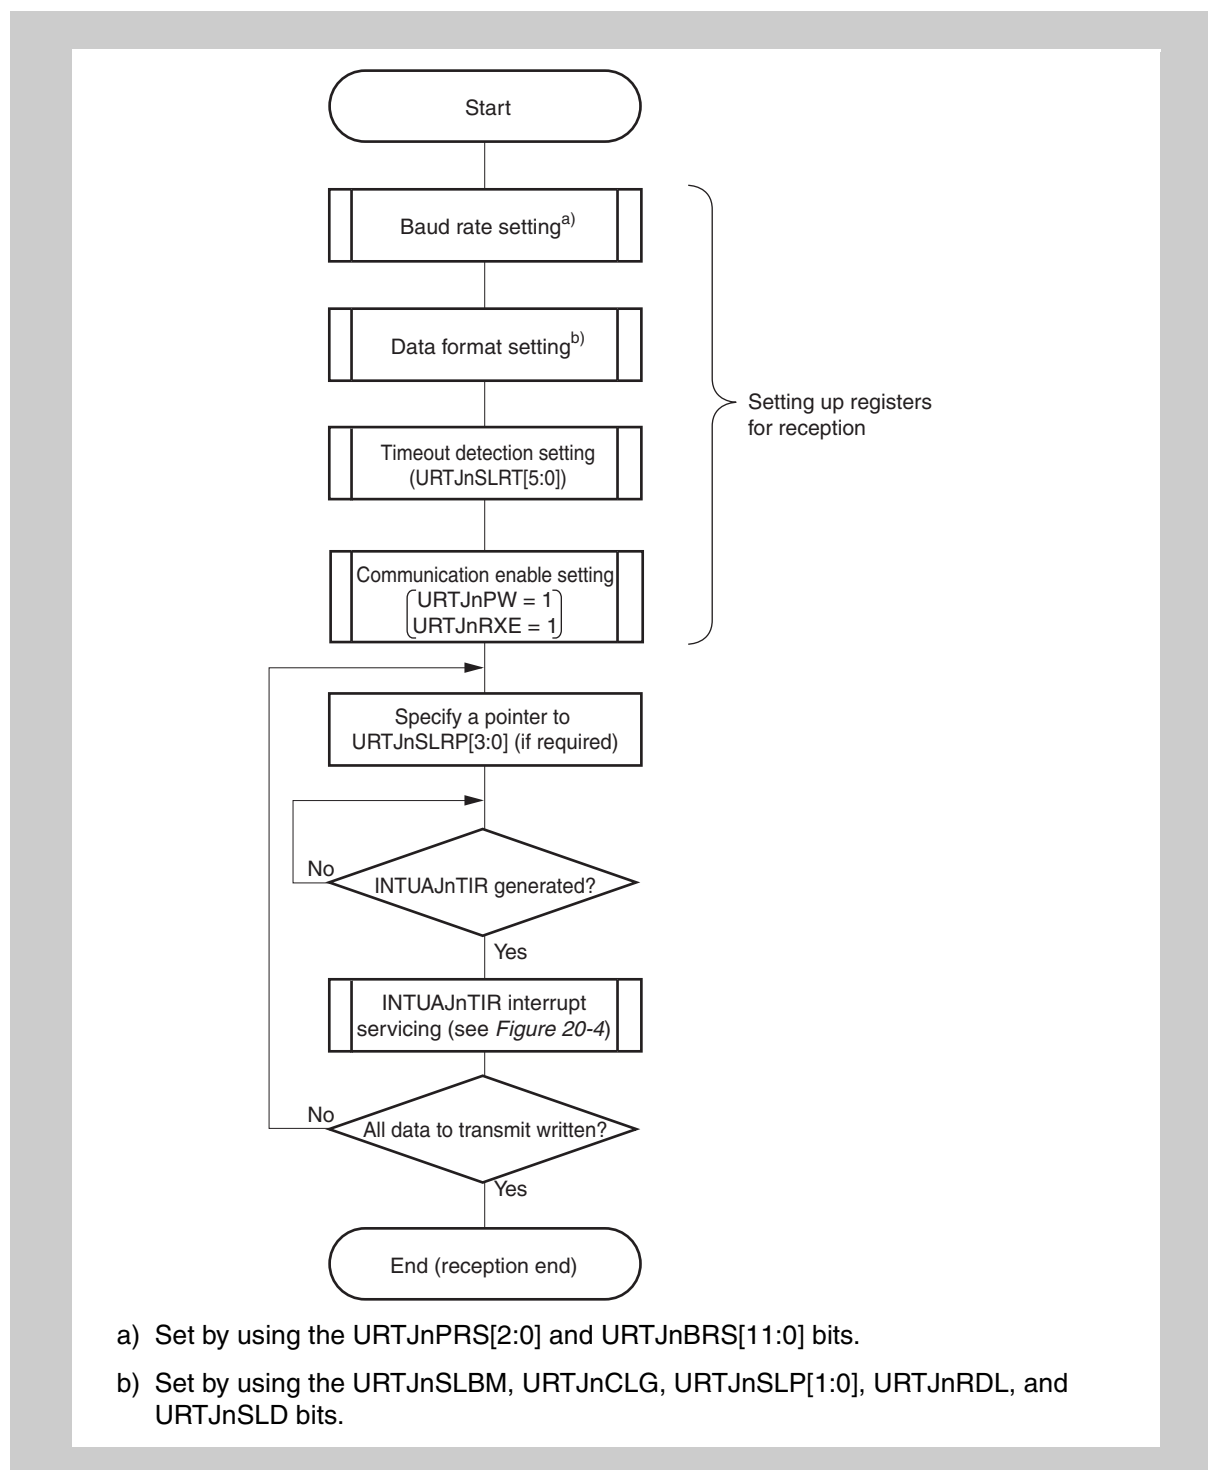 Start
Baud rate settinga)
Data format settingb)
Timeout detection setting
(URTJnSLRT[5:0])
Setting up registers
for reception
Communication enable setting
URTJnPW = 1
URTJnRXE = 1
Specify a pointer to
URTJnSLRP[3:0] (if required)
No
INTUAJnTIR generated?
Yes
INTUAJnTIR interrupt
servicing (see Figure 20-4)
No
All data to transmit written?
Yes
End (reception end)
a) Set by using the URTJnPRS[2:0] and URTJnBRS[11:0] bits.
b) Set by using the URTJnSLBM, URTJnCLG, URTJnSLP[1:0], URTJnRDL, and
URTJnSLD bits.